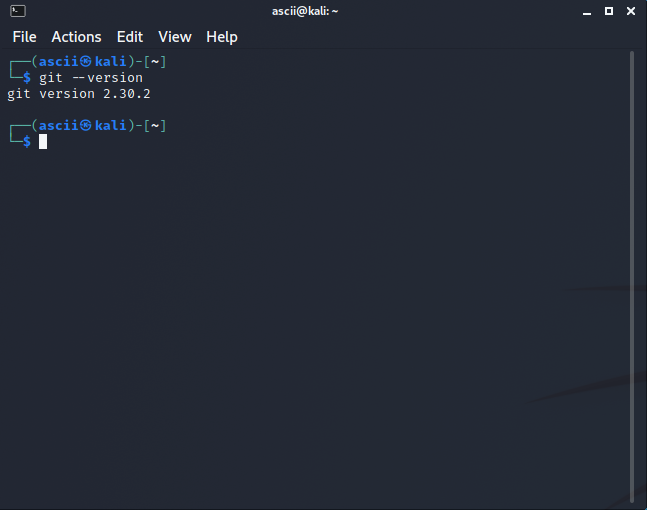 ascii@kali: ~
File Actions Edit View Help
┌──(ascii㉿kali)-[~]
└─$ git --version
git version 2.30.2
┌──(ascii㉿kali)-[~]
└─$